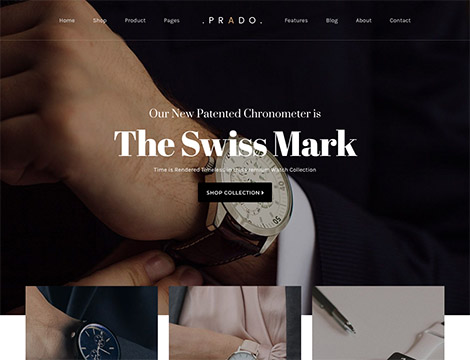 Home Shop Product Pages .PRADO. Features Blog About Contact
Our New Patented Chronometer is
The Swiss Mark
Time is Rendered Timeless in Premium Watch Collection
SHOP COLLECTION
50